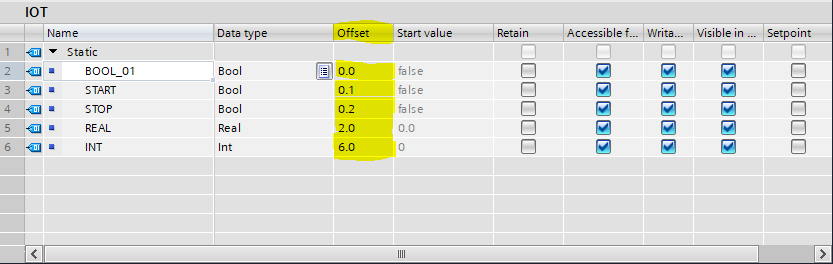 IOT
Name Data type Offset Start value Retain Accessible f... Writa... Visible in ... Setpoint
1 Static
2 BOOL_01 Bool 0.0 false
3 START Bool 0.1 false
4 STOP Bool 0.2 false
5 REAL Real 2.0 0.0
6 INT Int 6.0 0